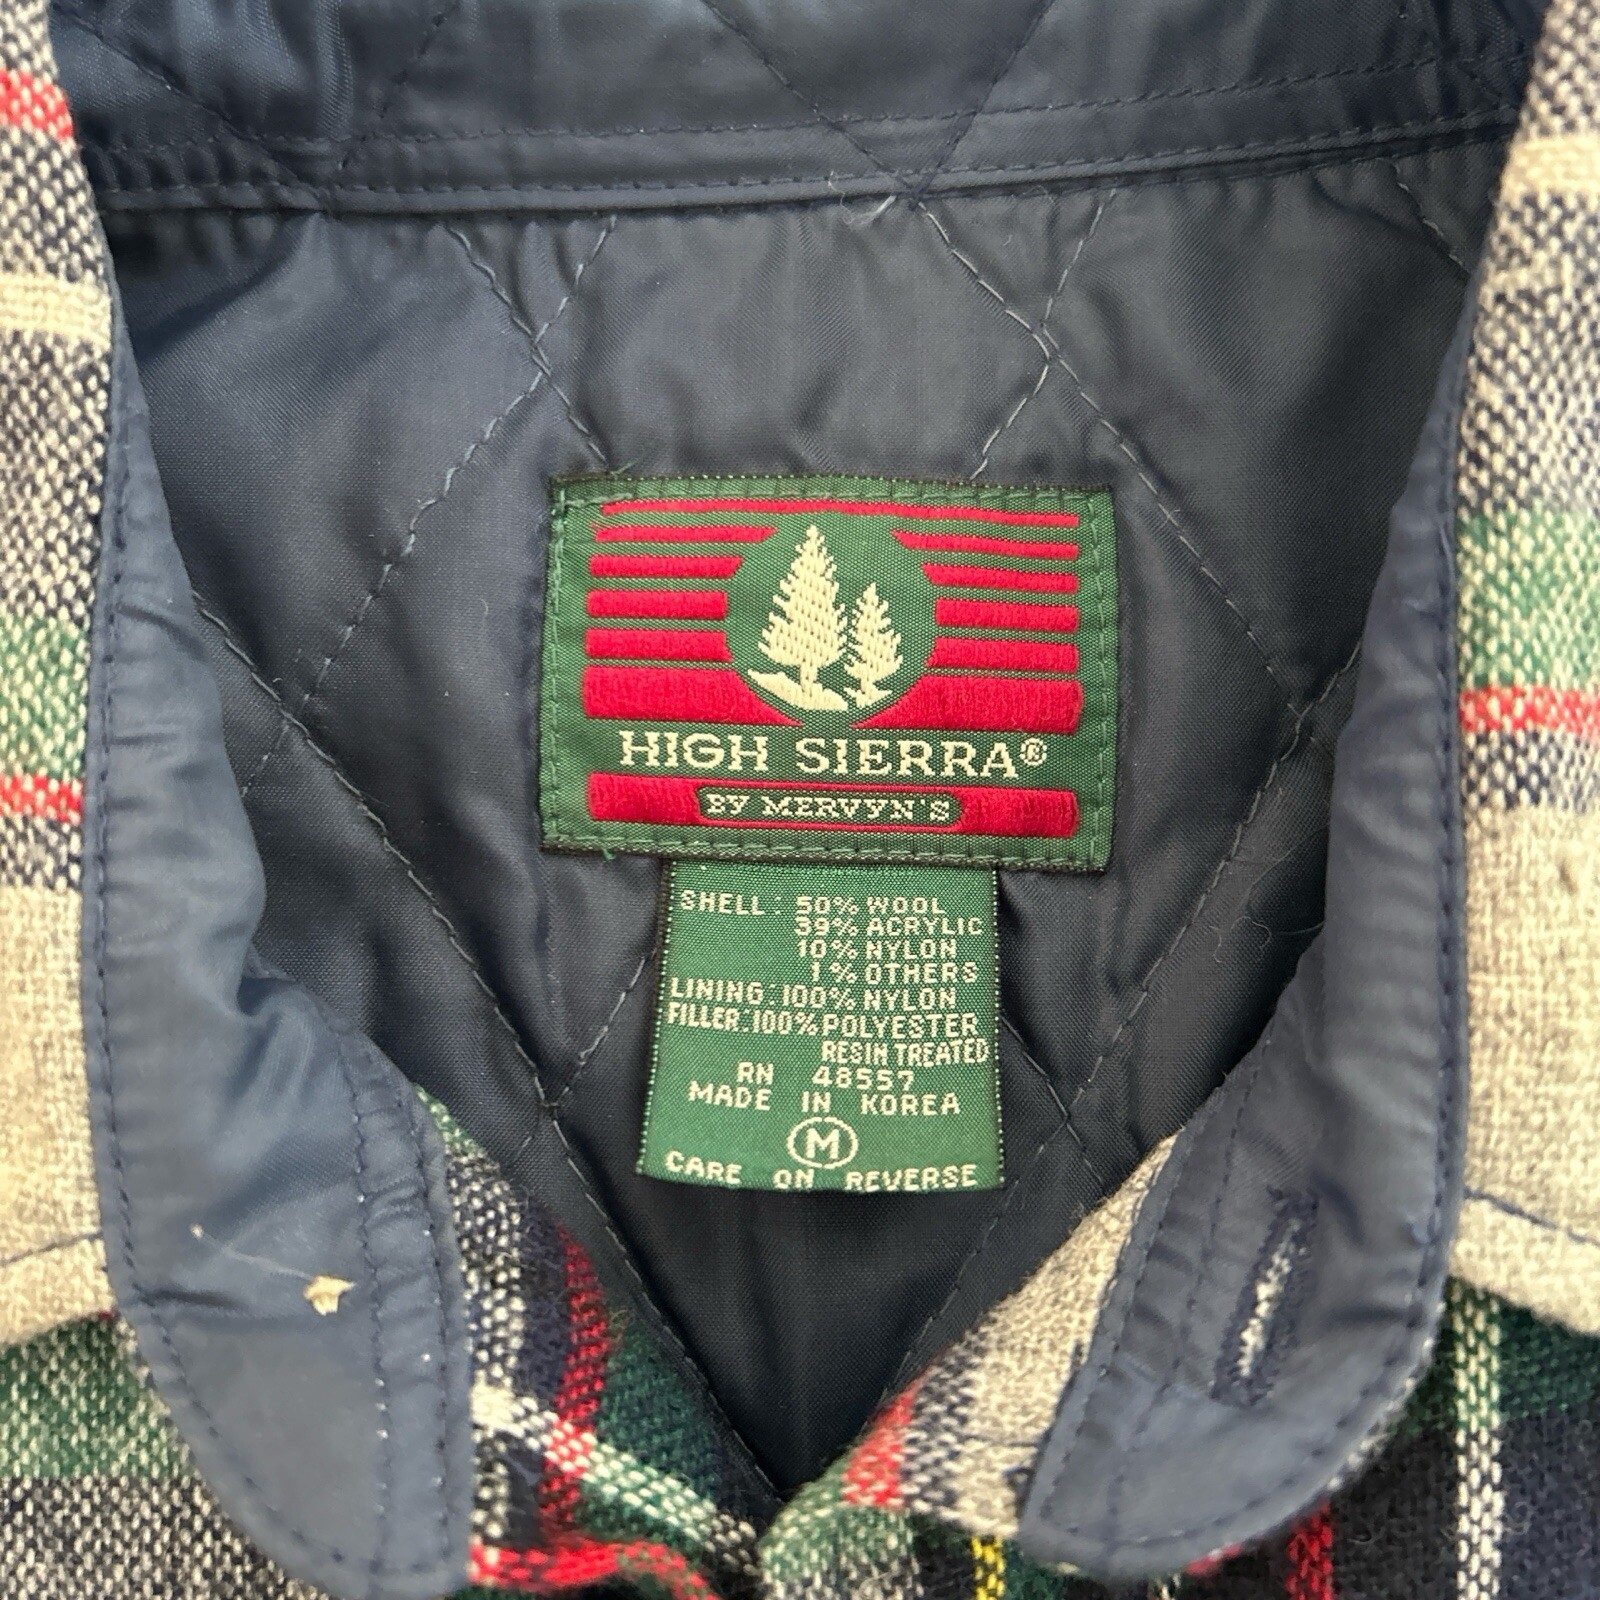 HIGH SIERRA®
BY MERVYN'S
SHELL: 50% WOOL
39% ACRYLIC
10% NYLON
1% OTHERS
LINING: 100% NYLON
FILLER: 100% POLYESTER
RESIN TREATED
RN 48557
MADE IN KOREA
M
CARE ON REVERSE